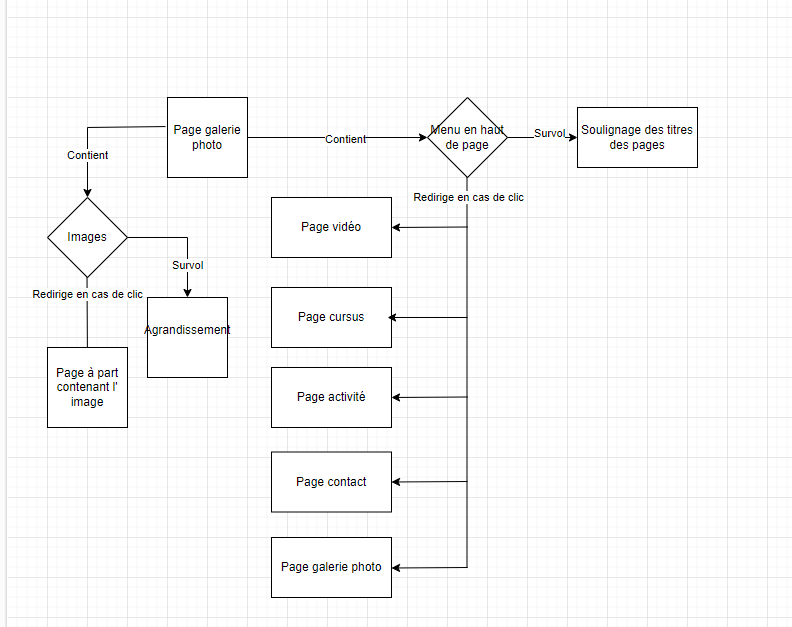 Page galerie
photo
Contient
Menu en haut
de page
Survol
Soulignage des titres
des pages
Contient
Redirige en cas de clic
Images
Survol
Redirige en cas de clic
Agrandissement
Page à part
contenant l'
image
Page vidéo
Page cursus
Page activité
Page contact
Page galerie photo